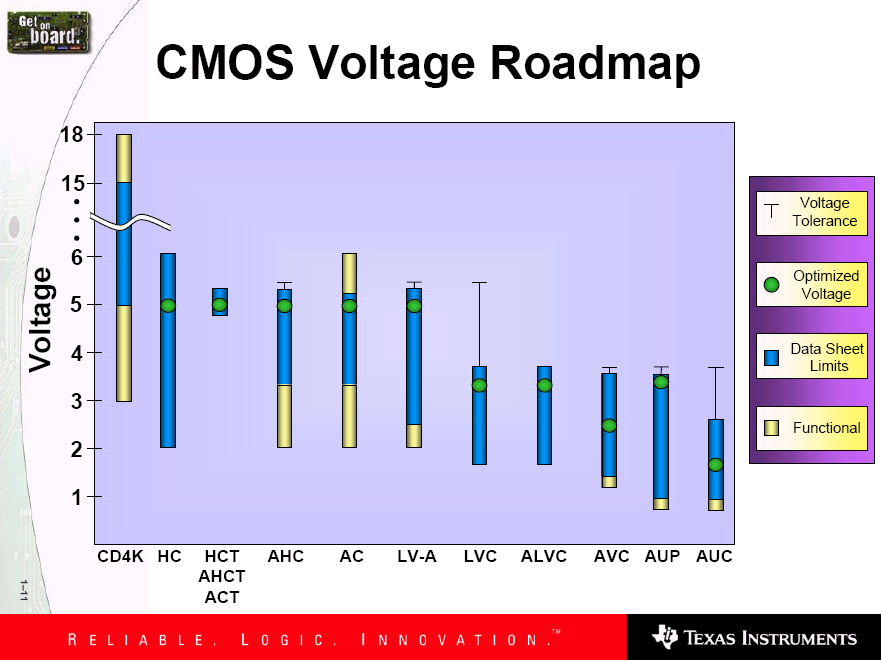 Get on
board.
CMOS Voltage Roadmap
18
15
6
5
4
3
2
1
Voltage
CD4K HC HCT AHC AC LV-A LVC ALVC AVC AUP AUC
AHCT
ACT
Voltage
Tolerance
Optimized
Voltage
Data Sheet
Limits
Functional
1–11
RELIABLE. LOGIC. INNOVATION.™
TEXAS INSTRUMENTS